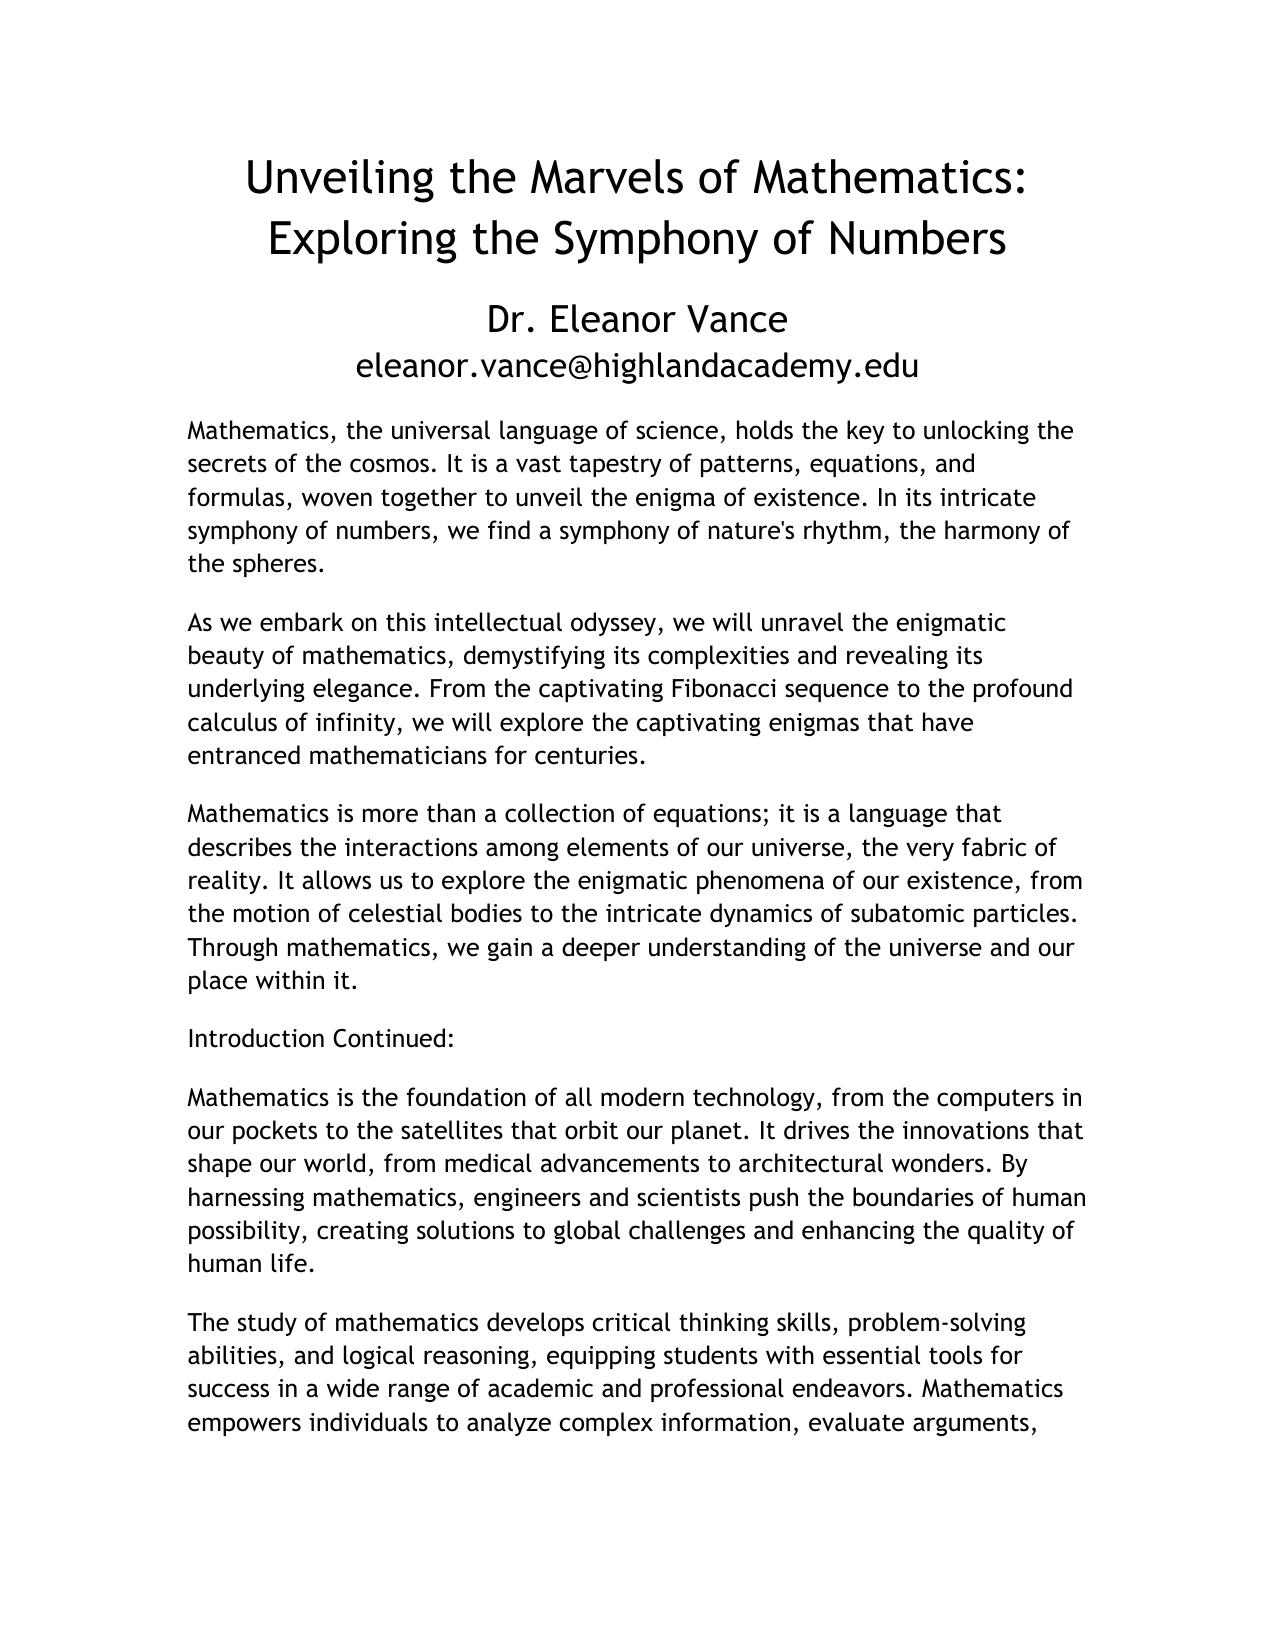 Unveiling the Marvels of Mathematics:
Exploring the Symphony of Numbers
Dr. Eleanor Vance
eleanor.vance@highlandacademy.edu
Mathematics, the universal language of science, holds the key to unlocking the
secrets of the cosmos. It is a vast tapestry of patterns, equations, and
formulas, woven together to unveil the enigma of existence. In its intricate
symphony of numbers, we find a symphony of nature's rhythm, the harmony of
the spheres.
As we embark on this intellectual odyssey, we will unravel the enigmatic
beauty of mathematics, demystifying its complexities and revealing its
underlying elegance. From the captivating Fibonacci sequence to the profound
calculus of infinity, we will explore the captivating enigmas that have
entranced mathematicians for centuries.
Mathematics is more than a collection of equations; it is a language that
describes the interactions among elements of our universe, the very fabric of
reality. It allows us to explore the enigmatic phenomena of our existence, from
the motion of celestial bodies to the intricate dynamics of subatomic particles.
Through mathematics, we gain a deeper understanding of the universe and our
place within it.
Introduction Continued:
Mathematics is the foundation of all modern technology, from the computers in
our pockets to the satellites that orbit our planet. It drives the innovations that
shape our world, from medical advancements to architectural wonders. By
harnessing mathematics, engineers and scientists push the boundaries of human
possibility, creating solutions to global challenges and enhancing the quality of
human life.
The study of mathematics develops critical thinking skills, problem-solving
abilities, and logical reasoning, equipping students with essential tools for
success in a wide range of academic and professional endeavors. Mathematics
empowers individuals to analyze complex information, evaluate arguments,